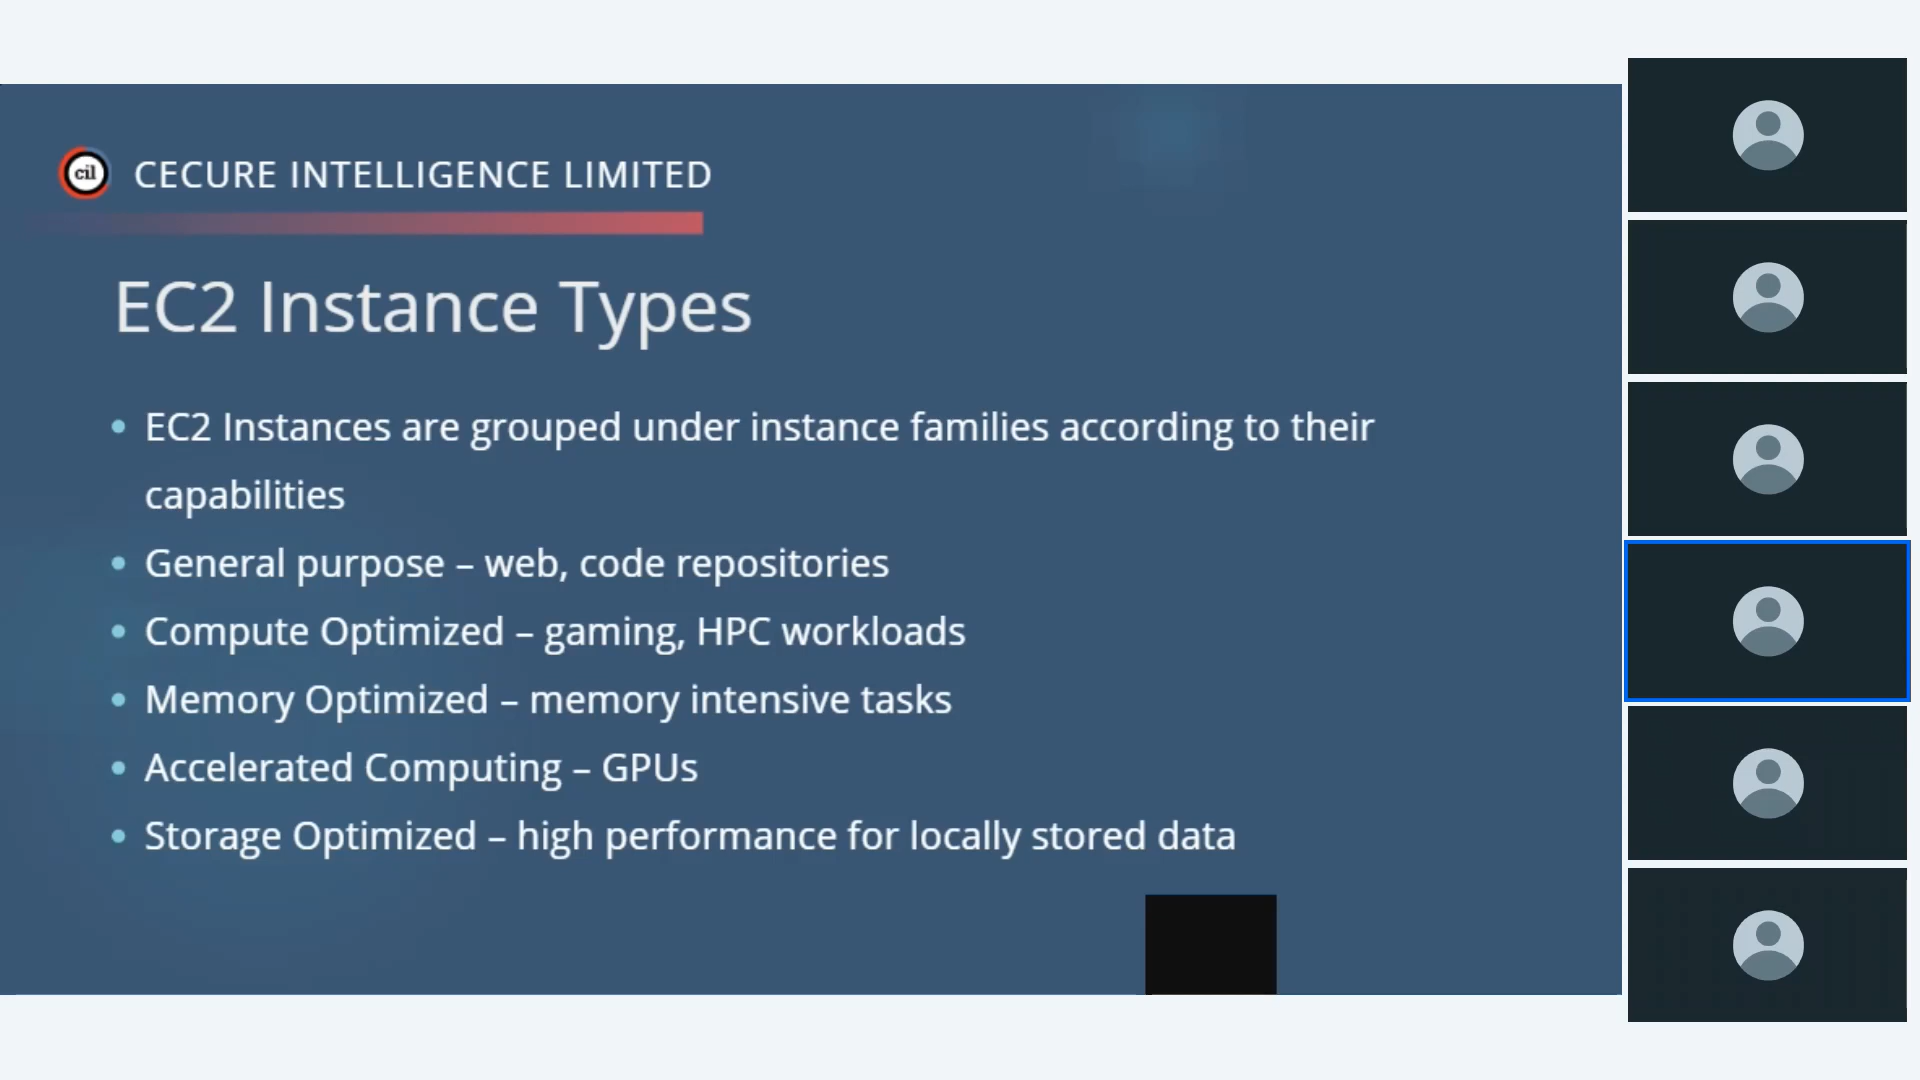 cil
CECURE INTELLIGENCE LIMITED
EC2 Instance Types
• EC2 Instances are grouped under instance families according to their
capabilities
• General purpose – web, code repositories
• Compute Optimized – gaming, HPC workloads
• Memory Optimized – memory intensive tasks
• Accelerated Computing – GPUs
• Storage Optimized – high performance for locally stored data